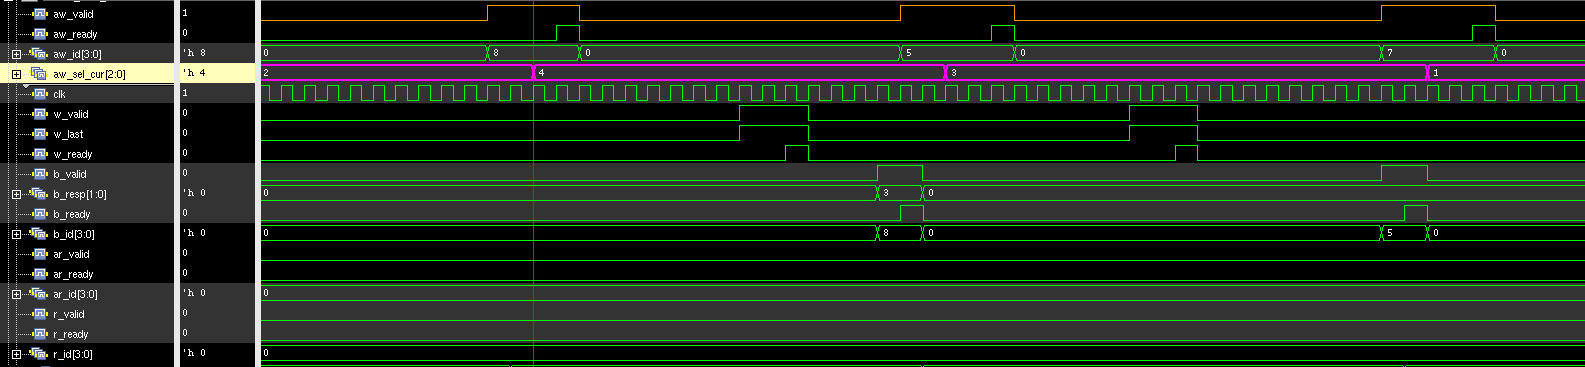 aw_valid 1
aw_ready 0
aw_id[3:0] 'h 8 0 8 0 5 0 7 0
aw_sel_cur[2:0] 'h 4 2 4 3 1
clk 1
w_valid 0
w_last 0
w_ready 0
b_valid 0
b_resp[1:0] 'h 0 0 3 0
b_ready 0
b_id[3:0] 'h 0 0 8 0 5 0
ar_valid 0
ar_ready 0
ar_id[3:0] 'h 0 0
r_valid 0
r_ready 0
r_id[3:0] 'h 0 0